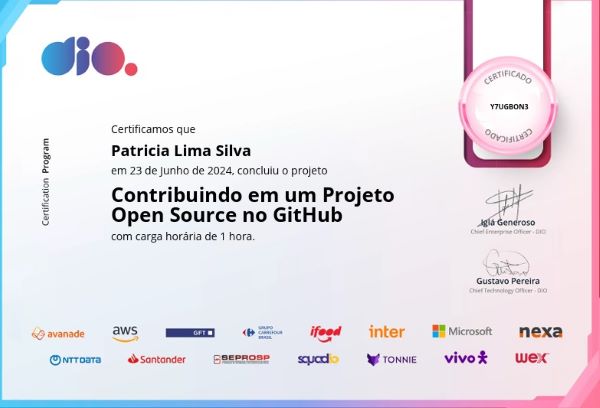 dio.
CERTIFICADO
Y7UGBON3
CERTIFICADO
Certificamos que
Patricia Lima Silva
em 23 de Junho de 2024, concluiu o projeto
Certification Program
Contribuindo em um Projeto
Open Source no GitHub
com carga horária de 1 hora.
Iglá Generoso
Chief Enterprise Officer - DIO
Gustavo Pereira
Chief Technology Officer - DIO
avanade aws GFT GRUPO CARREFOUR BRASIL ifood inter Microsoft nexa
NTT DATA Santander SEPROSP squadio TONNIE vivo wex